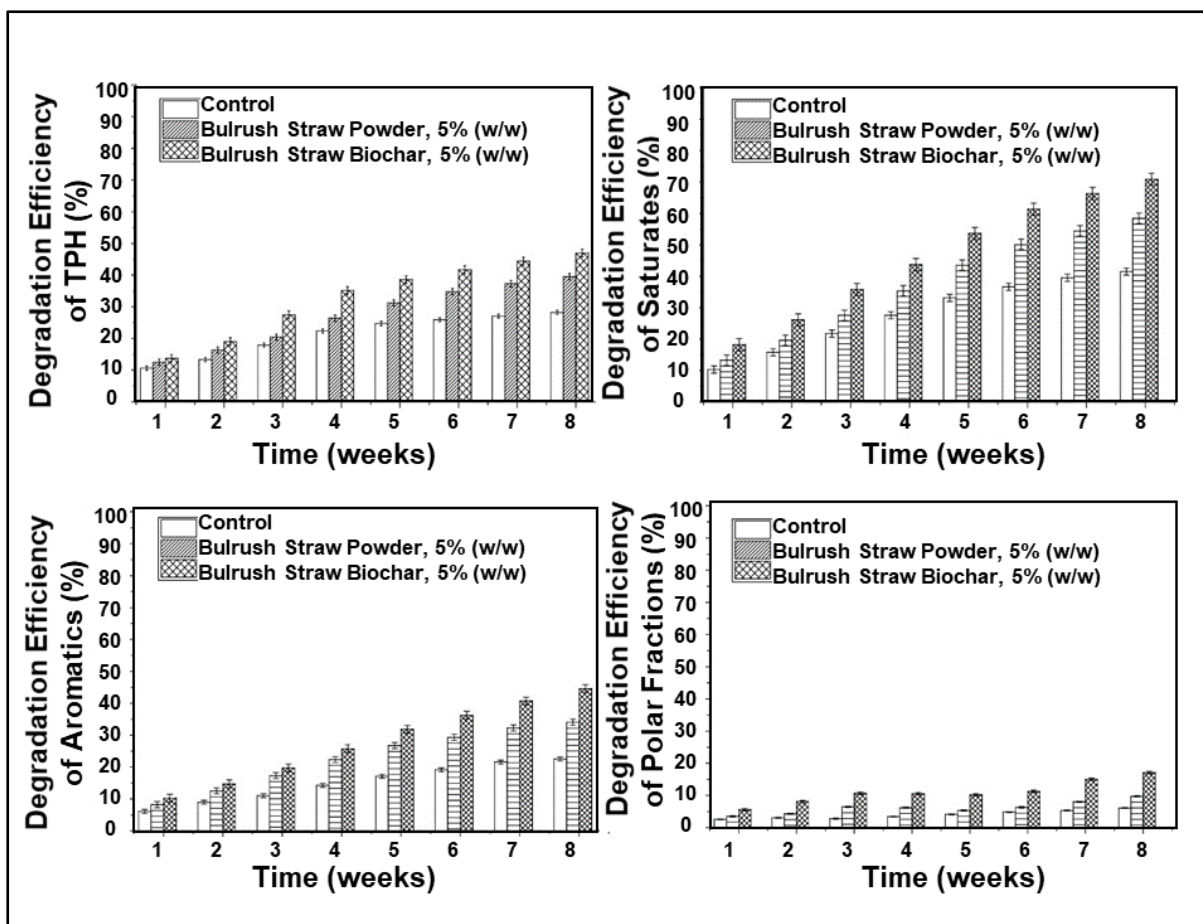 Degradation Efficiency
of TPH (%)
100
90
80
70
60
50
40
30
20
10
0
Control
Bulrush Straw Powder, 5% (w/w)
Bulrush Straw Biochar, 5% (w/w)
1 2 3 4 5 6 7 8
Time (weeks)
Degradation Efficiency
of Saturates (%)
100
90
80
70
60
50
40
30
20
10
0
Control
Bulrush Straw Powder, 5% (w/w)
Bulrush Straw Biochar, 5% (w/w)
1 2 3 4 5 6 7 8
Time (weeks)
Degradation Efficiency
of Aromatics (%)
100
90
80
70
60
50
40
30
20
10
0
Control
Bulrush Straw Powder, 5% (w/w)
Bulrush Straw Biochar, 5% (w/w)
1 2 3 4 5 6 7 8
Time (weeks)
Degradation Efficiency
of Polar Fractions (%)
100
90
80
70
60
50
40
30
20
10
0
Control
Bulrush Straw Powder, 5% (w/w)
Bulrush Straw Biochar, 5% (w/w)
1 2 3 4 5 6 7 8
Time (weeks)